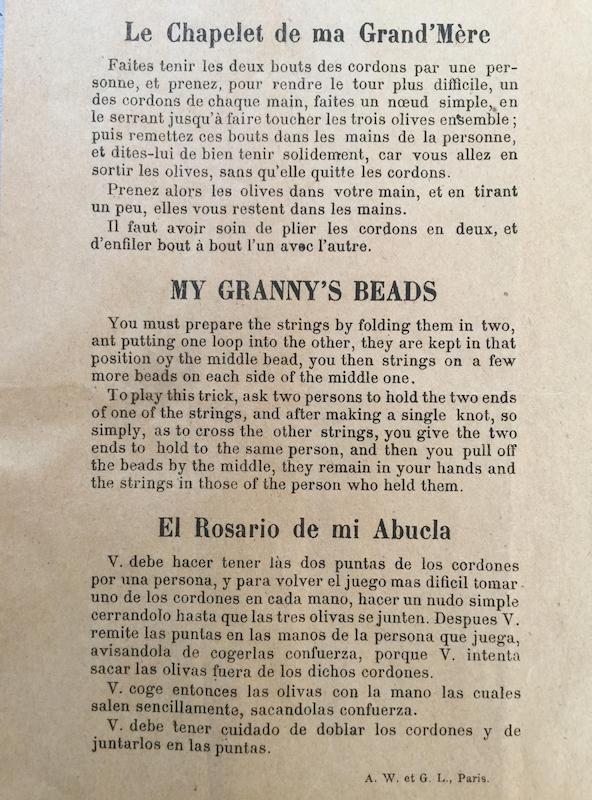 Le Chapelet de ma Grand'Mère
Faites tenir les deux bouts des cordons par une per-
sonne, et prenez, pour rendre le tour plus difficile, un
des cordons de chaque main, faites un nœud simple, en
le serrant jusqu'à faire toucher les trois olives ensemble ;
puis remettez ces bouts dans les mains de la personne,
et dites-lui de bien tenir solidement, car vous allez en
sortir les olives, sans qu'elle quitte les cordons.
Prenez alors les olives dans votre main, et en tirant
un peu, elles vous restent dans les mains.
Il faut avoir soin de plier les cordons en deux, et
d'enfiler bout à bout l'un avec l'autre.
MY GRANNY'S BEADS
You must prepare the strings by folding them in two,
ant putting one loop into the other, they are kept in that
position oy the middle bead, you then strings on a few
more beads on each side of the middle one.
To play this trick, ask two persons to hold the two ends
of one of the strings, and after making a single knot, so
simply, as to cross the other strings, you give the two
ends to hold to the same person, and then you pull off
the beads by the middle, they remain in your hands and
the strings in those of the person who held them.
El Rosario de mi Abucla
V. debe hacer tener làs dos puntas de los cordones
por una persona, y para volver el juego mas dificil tomar
uno de los cordones en cada mano, hacer un nudo simple
cerrandolo hasta que las tres olivas se junten. Despues V.
remite las puntas en las manos de la persona que juega,
avisandola de cogerlas confuerza, porque V. intenta
sacar las olivas fuera de los dichos cordones.
V. coge entonces las olivas con la mano las cuales
salen sencillamente, sacandolas confuerza.
V. debe tener cuidado de doblar los cordones y de
juntarlos en las puntas.
A. W. et G. L., Paris.